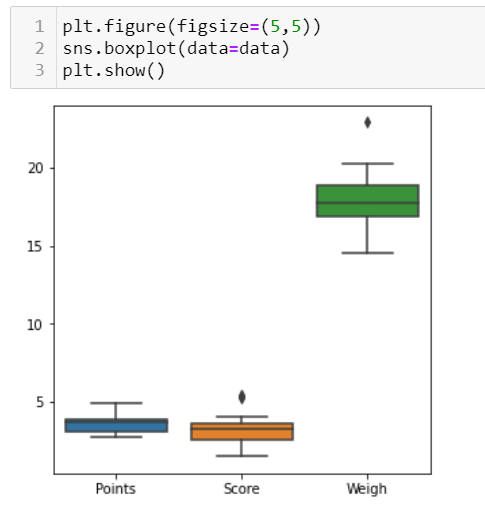 1 plt.figure(figsize=(5,5))
2 sns.boxplot(data=data)
3 plt.show()
20
15
10
5
Points Score Weigh